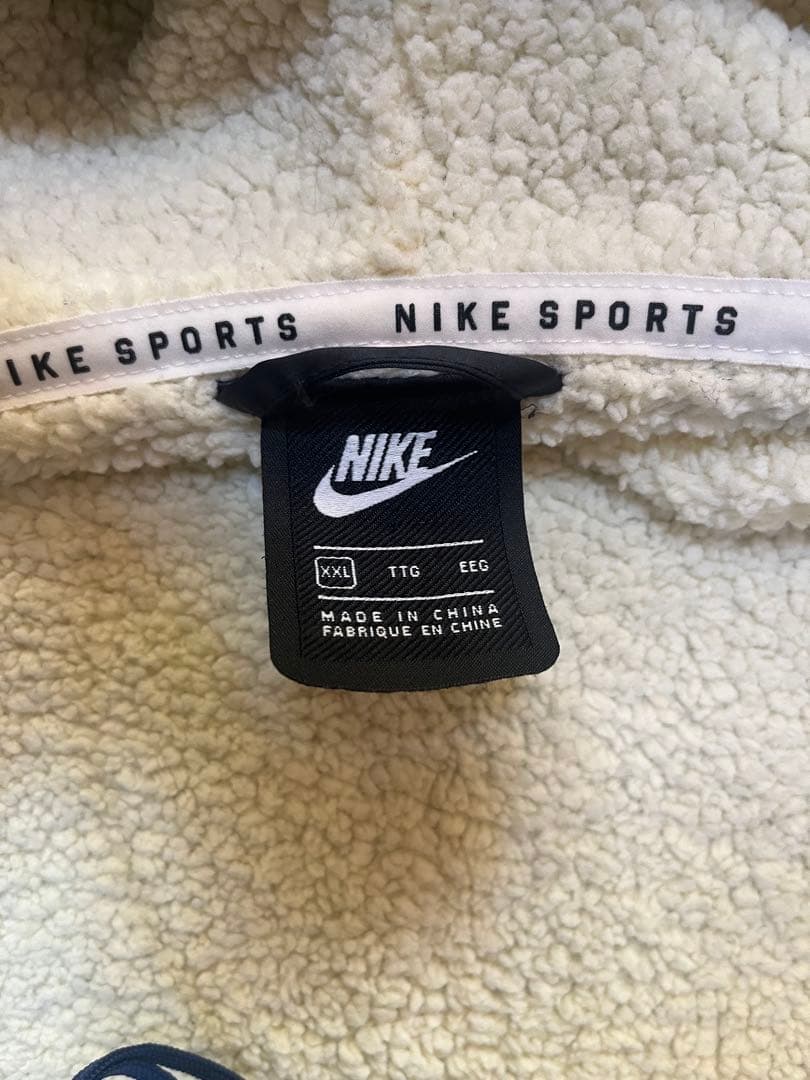 IKE SPORTS NIKE SPORTS
NIKE
XXL TTG EEG
MADE IN CHINA
FABRIQUE EN CHINE